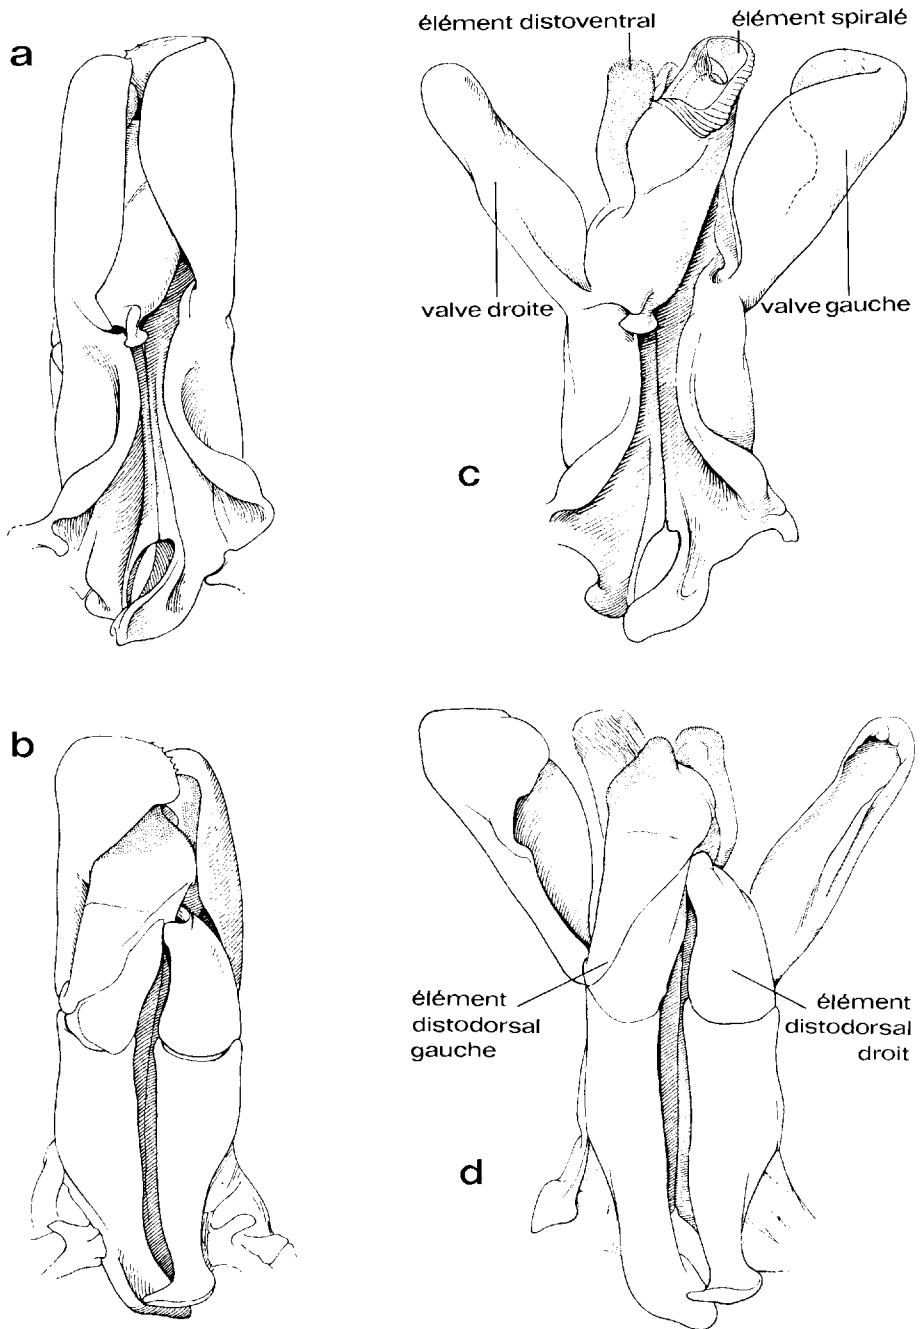 a
élément distoventral
élément spiralé
valve droite
valve gauche
c
b
élément
distodorsal
gauche
élément
distodorsal
droit
d